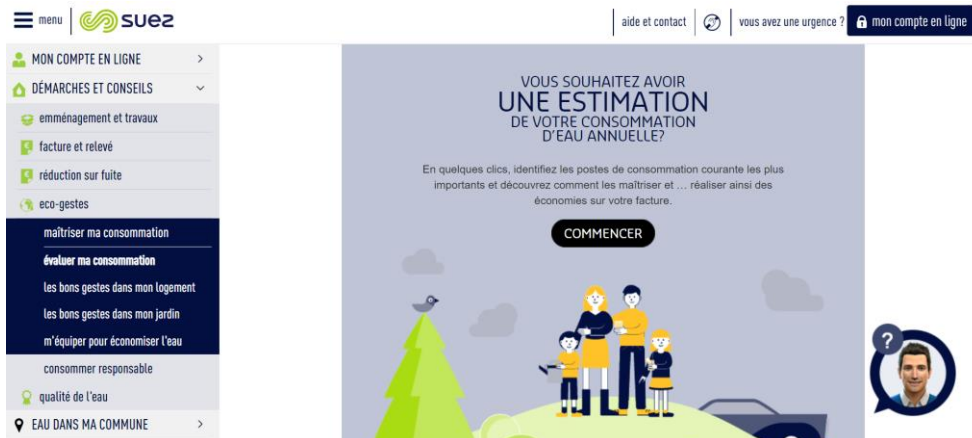 menu
suez
aide et contact
vous avez une urgence ?
mon compte en ligne
MON COMPTE EN LIGNE
DÉMARCHES ET CONSEILS
emménagement et travaux
facture et relevé
réduction sur fuite
eco-gestes
maîtriser ma consommation
évaluer ma consommation
les bons gestes dans mon logement
les bons gestes dans mon jardin
m'équiper pour économiser l'eau
consommer responsable
qualité de l'eau
EAU DANS MA COMMUNE
VOUS SOUHAITEZ AVOIR
UNE ESTIMATION
DE VOTRE CONSOMMATION
D'EAU ANNUELLE?
En quelques clics, identifiez les postes de consommation courante les plus
importants et découvrez comment les maîtriser et … réaliser ainsi des
économies sur votre facture.
COMMENCER
?